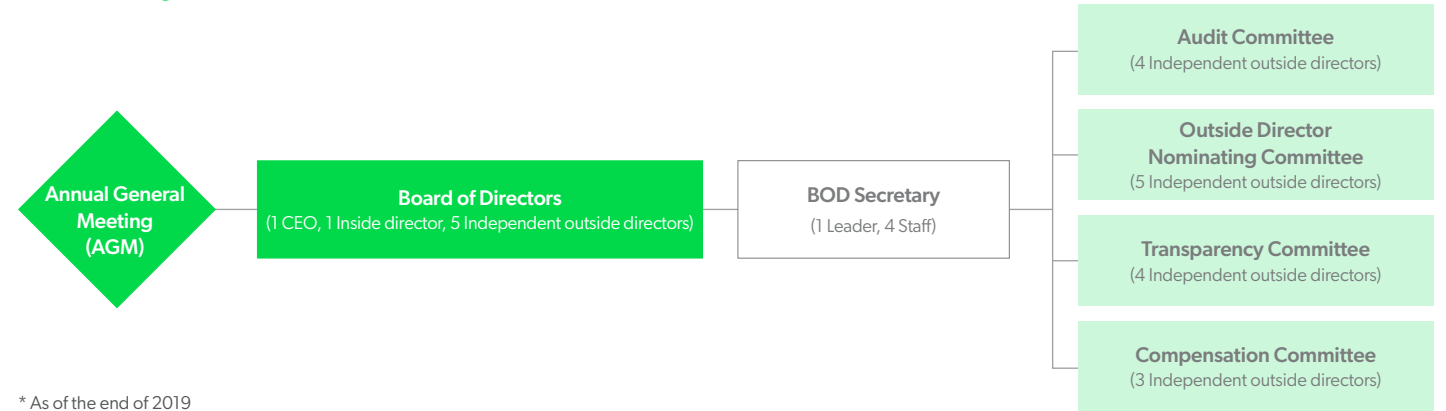 Annual General
Meeting
(AGM)
Board of Directors
(1 CEO, 1 Inside director, 5 Independent outside directors)
BOD Secretary
(1 Leader, 4 Staff)
Audit Committee
(4 Independent outside directors)
Outside Director
Nominating Committee
(5 Independent outside directors)
Transparency Committee
(4 Independent outside directors)
Compensation Committee
(3 Independent outside directors)
* As of the end of 2019